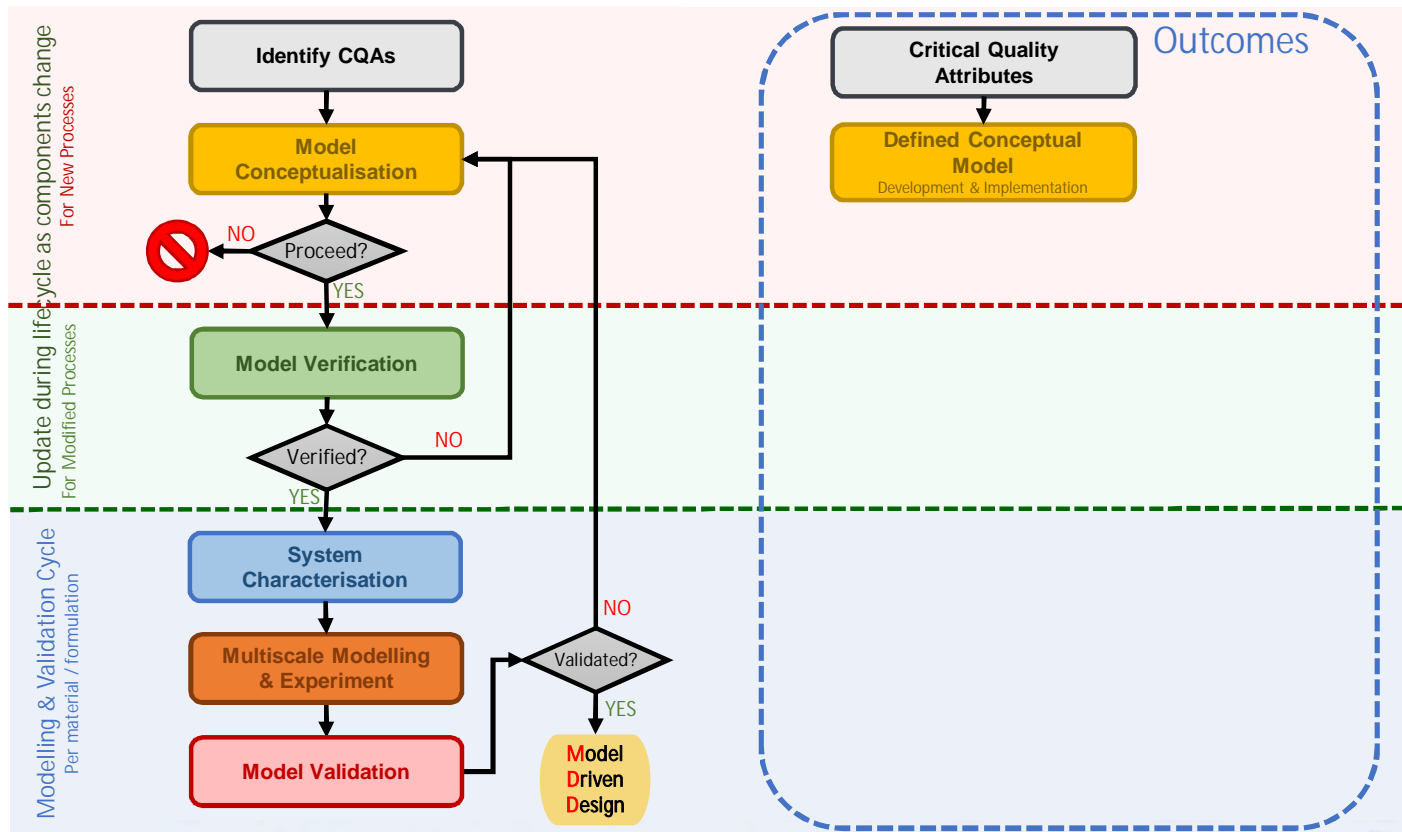 Update during lifecycle as components change
For New Processes
For Modified Processes
Modelling & Validation Cycle
Per material / formulation
Identify CQAs
Model
Conceptualisation
Proceed?
NO
YES
Model Verification
Verified?
NO
YES
System
Characterisation
Multiscale Modelling
& Experiment
Model Validation
Validated?
NO
YES
Model
Driven
Design
Outcomes
Critical Quality
Attributes
Defined Conceptual
Model
Development & Implementation